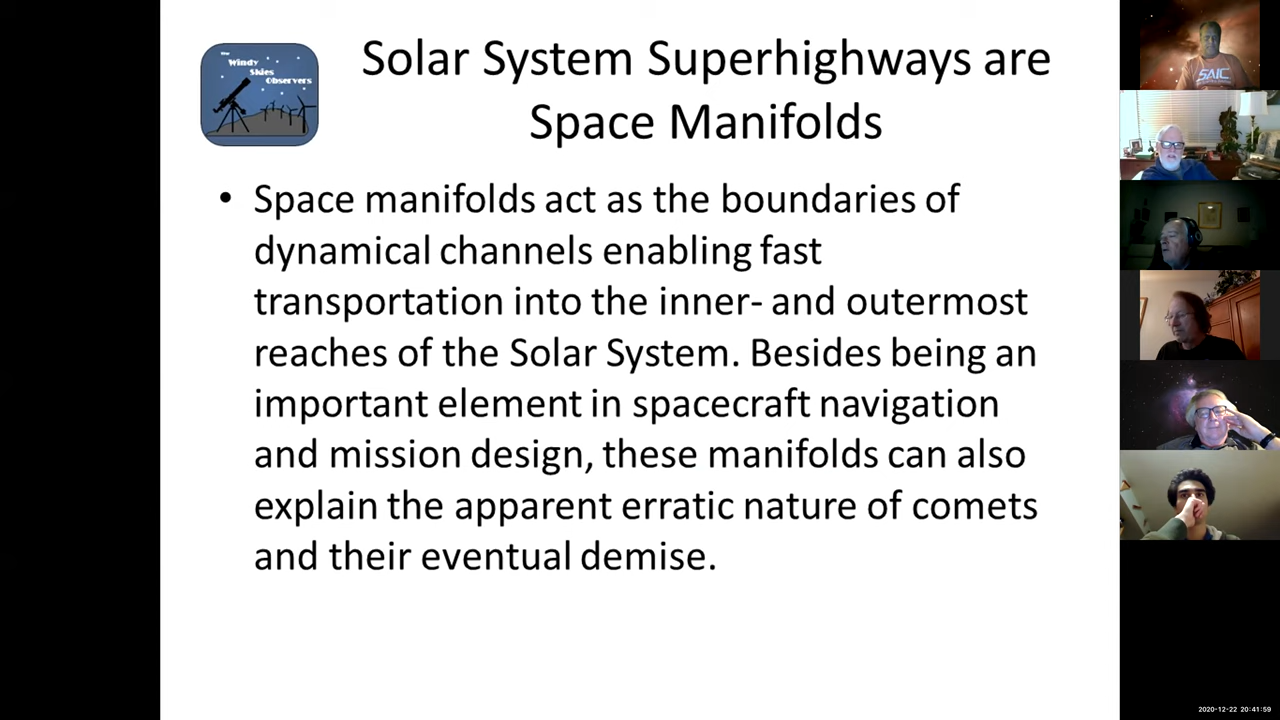 The
Windy
Skies
Observers
Solar System Superhighways are
Space Manifolds
• Space manifolds act as the boundaries of
dynamical channels enabling fast
transportation into the inner- and outermost
reaches of the Solar System. Besides being an
important element in spacecraft navigation
and mission design, these manifolds can also
explain the apparent erratic nature of comets
and their eventual demise.
SAIC
2020-12-22 20:41:59